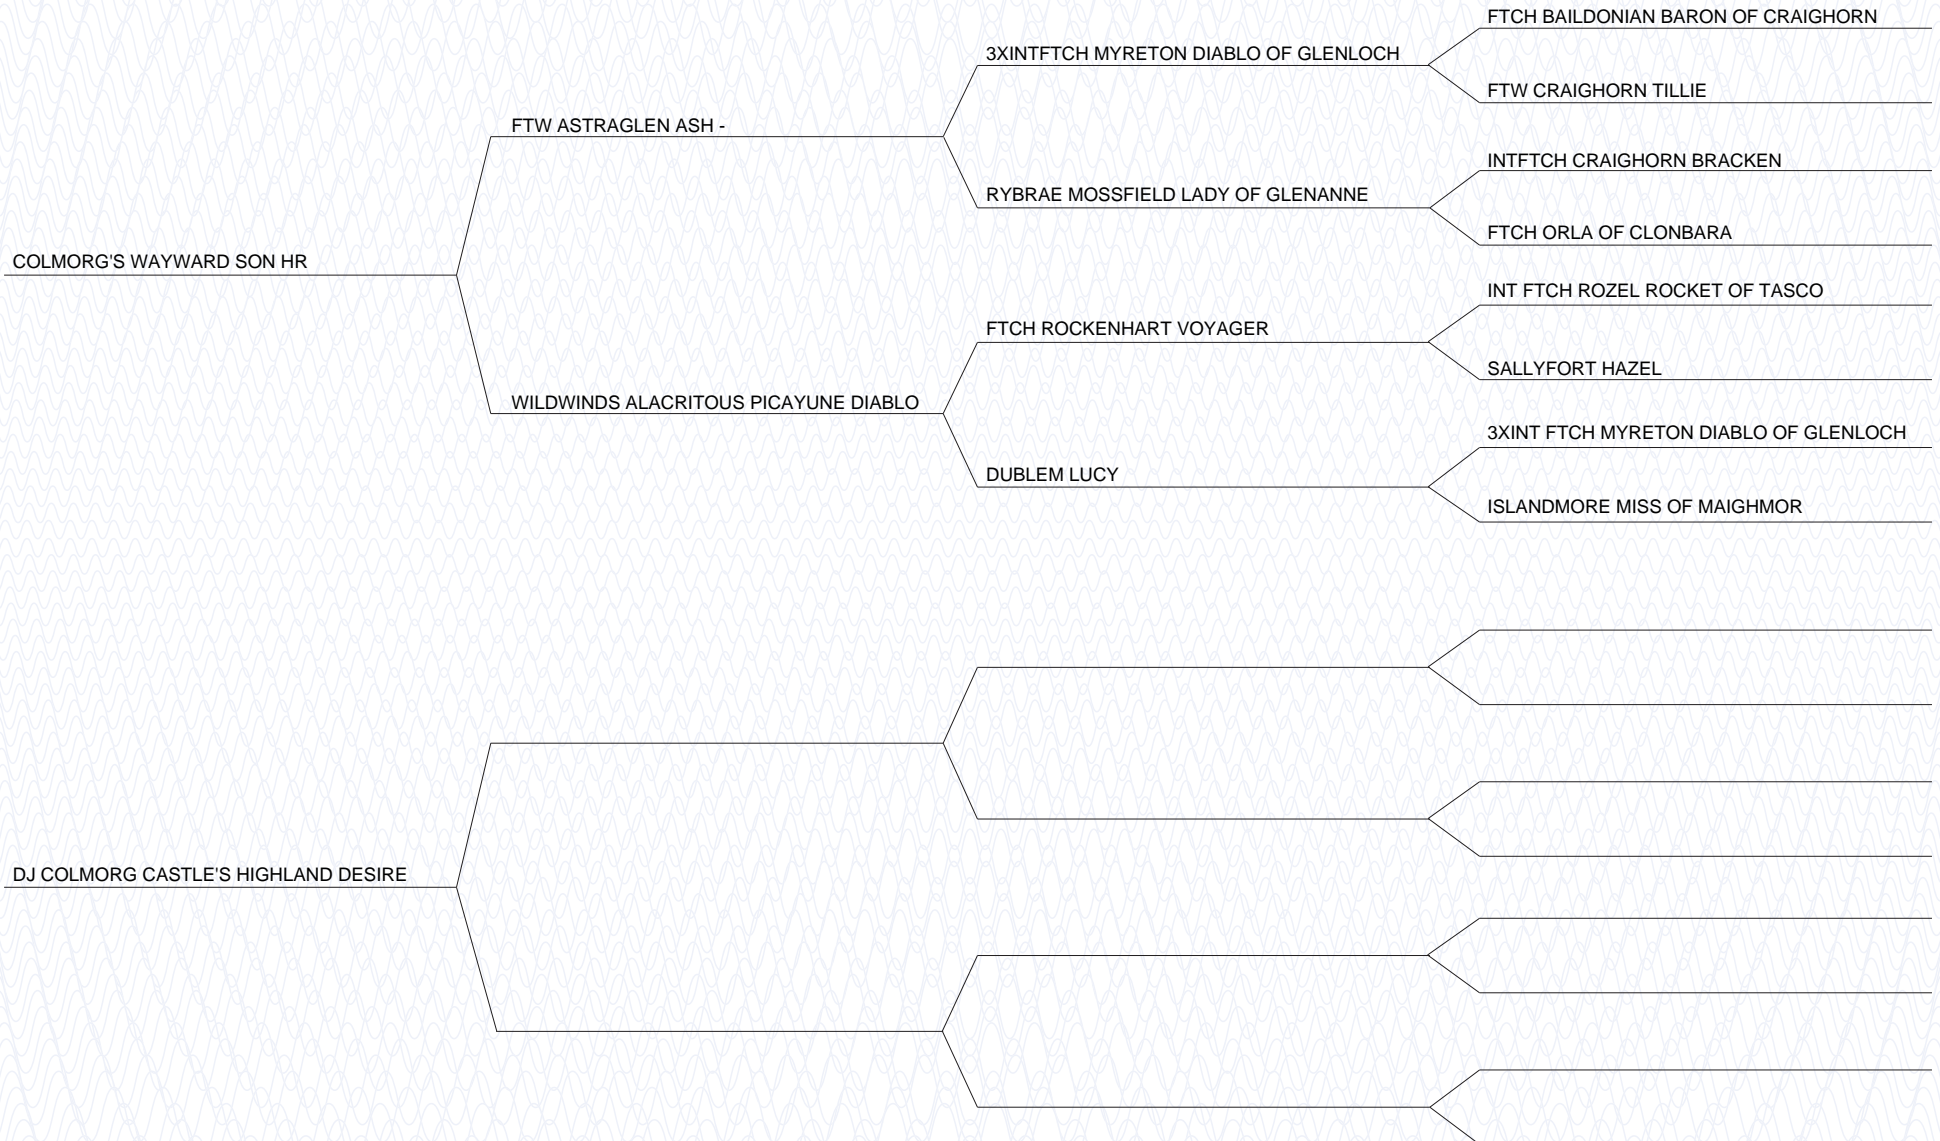 FTCH BAILDONIAN BARON OF CRAIGHORN
3XINTFTCH MYRETON DIABLO OF GLENLOCH
FTW CRAIGHORN TILLIE
FTW ASTRAGLEN ASH -
INTFTCH CRAIGHORN BRACKEN
RYBRAE MOSSFIELD LADY OF GLENANNE
FTCH ORLA OF CLONBARA
COLMORG'S WAYWARD SON HR
INT FTCH ROZEL ROCKET OF TASCO
FTCH ROCKENHART VOYAGER
SALLYFORT HAZEL
WILDWINDS ALACRITOUS PICAYUNE DIABLO
3XINT FTCH MYRETON DIABLO OF GLENLOCH
DUBLEM LUCY
ISLANDMORE MISS OF MAIGHMOR
DJ COLMORG CASTLE'S HIGHLAND DESIRE